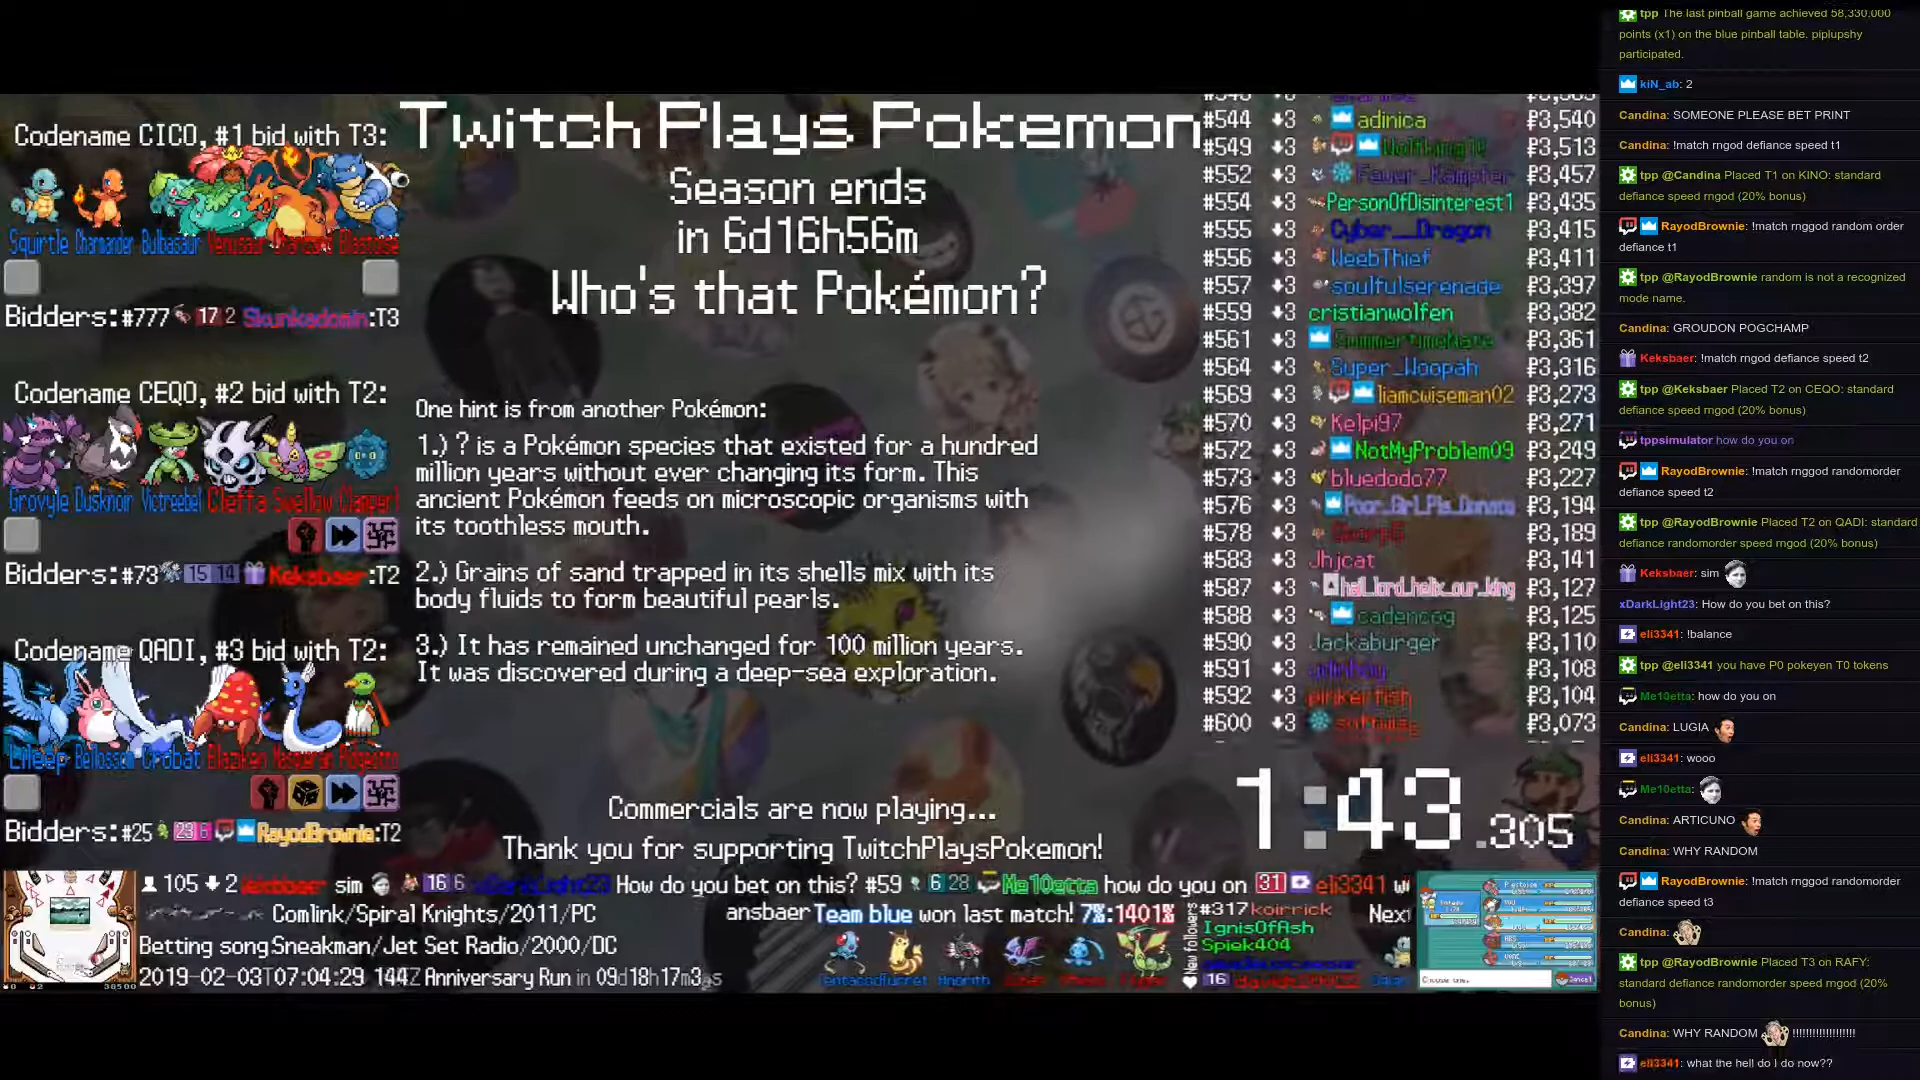 Codename CICO, #1 bid with T3:
Squirtle Charmander Bulbasaur Venusaur Charizard Blastoise
Bidders: #777 17 2 Skunkadomin:T3
Codename CEQO, #2 bid with T2:
Grovyle Dusknoir Victreebel Cleffa Swellow Clamperl
Bidders: #73 15 14 Keksbaer:T2
Codename QADI, #3 bid with T2:
Lileep Bellossom Crobat Blaziken Masquerain Pidgeotto
Bidders: #25 23 6 RayodBrownie:T2
Twitch Plays Pokemon
Season ends
in 6d16h56m
Who's that Pokémon?
One hint is from another Pokémon:
1.) ? is a Pokémon species that existed for a hundred
million years without ever changing its form. This
ancient Pokémon feeds on microscopic organisms with
its toothless mouth.
2.) Grains of sand trapped in its shells mix with its
body fluids to form beautiful pearls.
3.) It has remained unchanged for 100 million years.
It was discovered during a deep-sea exploration.
Commercials are now playing...
Thank you for supporting TwitchPlaysPokemon!
#544 3 adinica ₽3,540
#549 3 ₽3,513
#552 3 Feuer_Kampfer ₽3,457
#554 3 PersonOfDisinterest1 ₽3,435
#555 3 Cyber__Dragon ₽3,415
#556 3 WeebThief ₽3,411
#557 3 soulfulserenade ₽3,397
#559 3 cristianwolfen ₽3,382
#561 3 SummertimeNate ₽3,361
#564 3 Super_Woopah ₽3,316
#569 3 liamcwiseman02 ₽3,273
#570 3 Kelpi97 ₽3,271
#572 3 NotMyProblem09 ₽3,249
#573 3 bluedodo77 ₽3,227
#576 3 Poor_Girl_Pls_Donate ₽3,194
#578 3 ₽3,189
#583 3 Jhjcat ₽3,141
#587 3 hail_lord_helix_our_king ₽3,127
#588 3 cadencog ₽3,125
#590 3 Jackaburger ₽3,110
#591 3 ₽3,108
#592 3 pinkerfish ₽3,104
#600 3 ₽3,073
1:43.305
105 2 sim 16 6 xDarkLight23 How do you bet on this? #59 6 28 Me10etta how do you on 31 eli3341
Comlink/Spiral Knights/2011/PC
ansbaer Team blue won last match! 7%:1401%
Betting song Sneakman/Jet Set Radio/2000/DC
2019-02-03T07:04:29 144Z Anniversary Run in 09d18h17m
New followers
#317 koirrick
IgnisOfAsh
Spiek404
16
Next
Choose one.
Cancel
tpp The last pinball game achieved 58,330,000
points (x1) on the blue pinball table. piplupshy
participated.
kiN_ab: 2
Candina: SOMEONE PLEASE BET PRINT
Candina: !match rngod defiance speed t1
tpp @Candina Placed T1 on KINO: standard
defiance speed rngod (20% bonus)
RayodBrownie: !match rnggod random order
defiance t1
tpp @RayodBrownie random is not a recognized
mode name.
Candina: GROUDON POGCHAMP
Keksbaer: !match rngod defiance speed t2
tpp @Keksbaer Placed T2 on CEQO: standard
defiance speed rngod (20% bonus)
tppsimulator how do you on
RayodBrownie: !match rnggod randomorder
defiance speed t2
tpp @RayodBrownie Placed T2 on QADI: standard
defiance randomorder speed rngod (20% bonus)
Keksbaer: sim
xDarkLight23: How do you bet on this?
eli3341: !balance
tpp @eli3341 you have P0 pokeyen T0 tokens
Me10etta: how do you on
Candina: LUGIA
eli3341: wooo
Me10etta:
Candina: ARTICUNO
Candina: WHY RANDOM
RayodBrownie: !match rnggod randomorder
defiance speed t3
Candina:
tpp @RayodBrownie Placed T3 on RAFY:
standard defiance randomorder speed rngod (20%
bonus)
Candina: WHY RANDOM !!!!!!!!!!!!!!!!!!!
eli3341: what the hell do I do now??